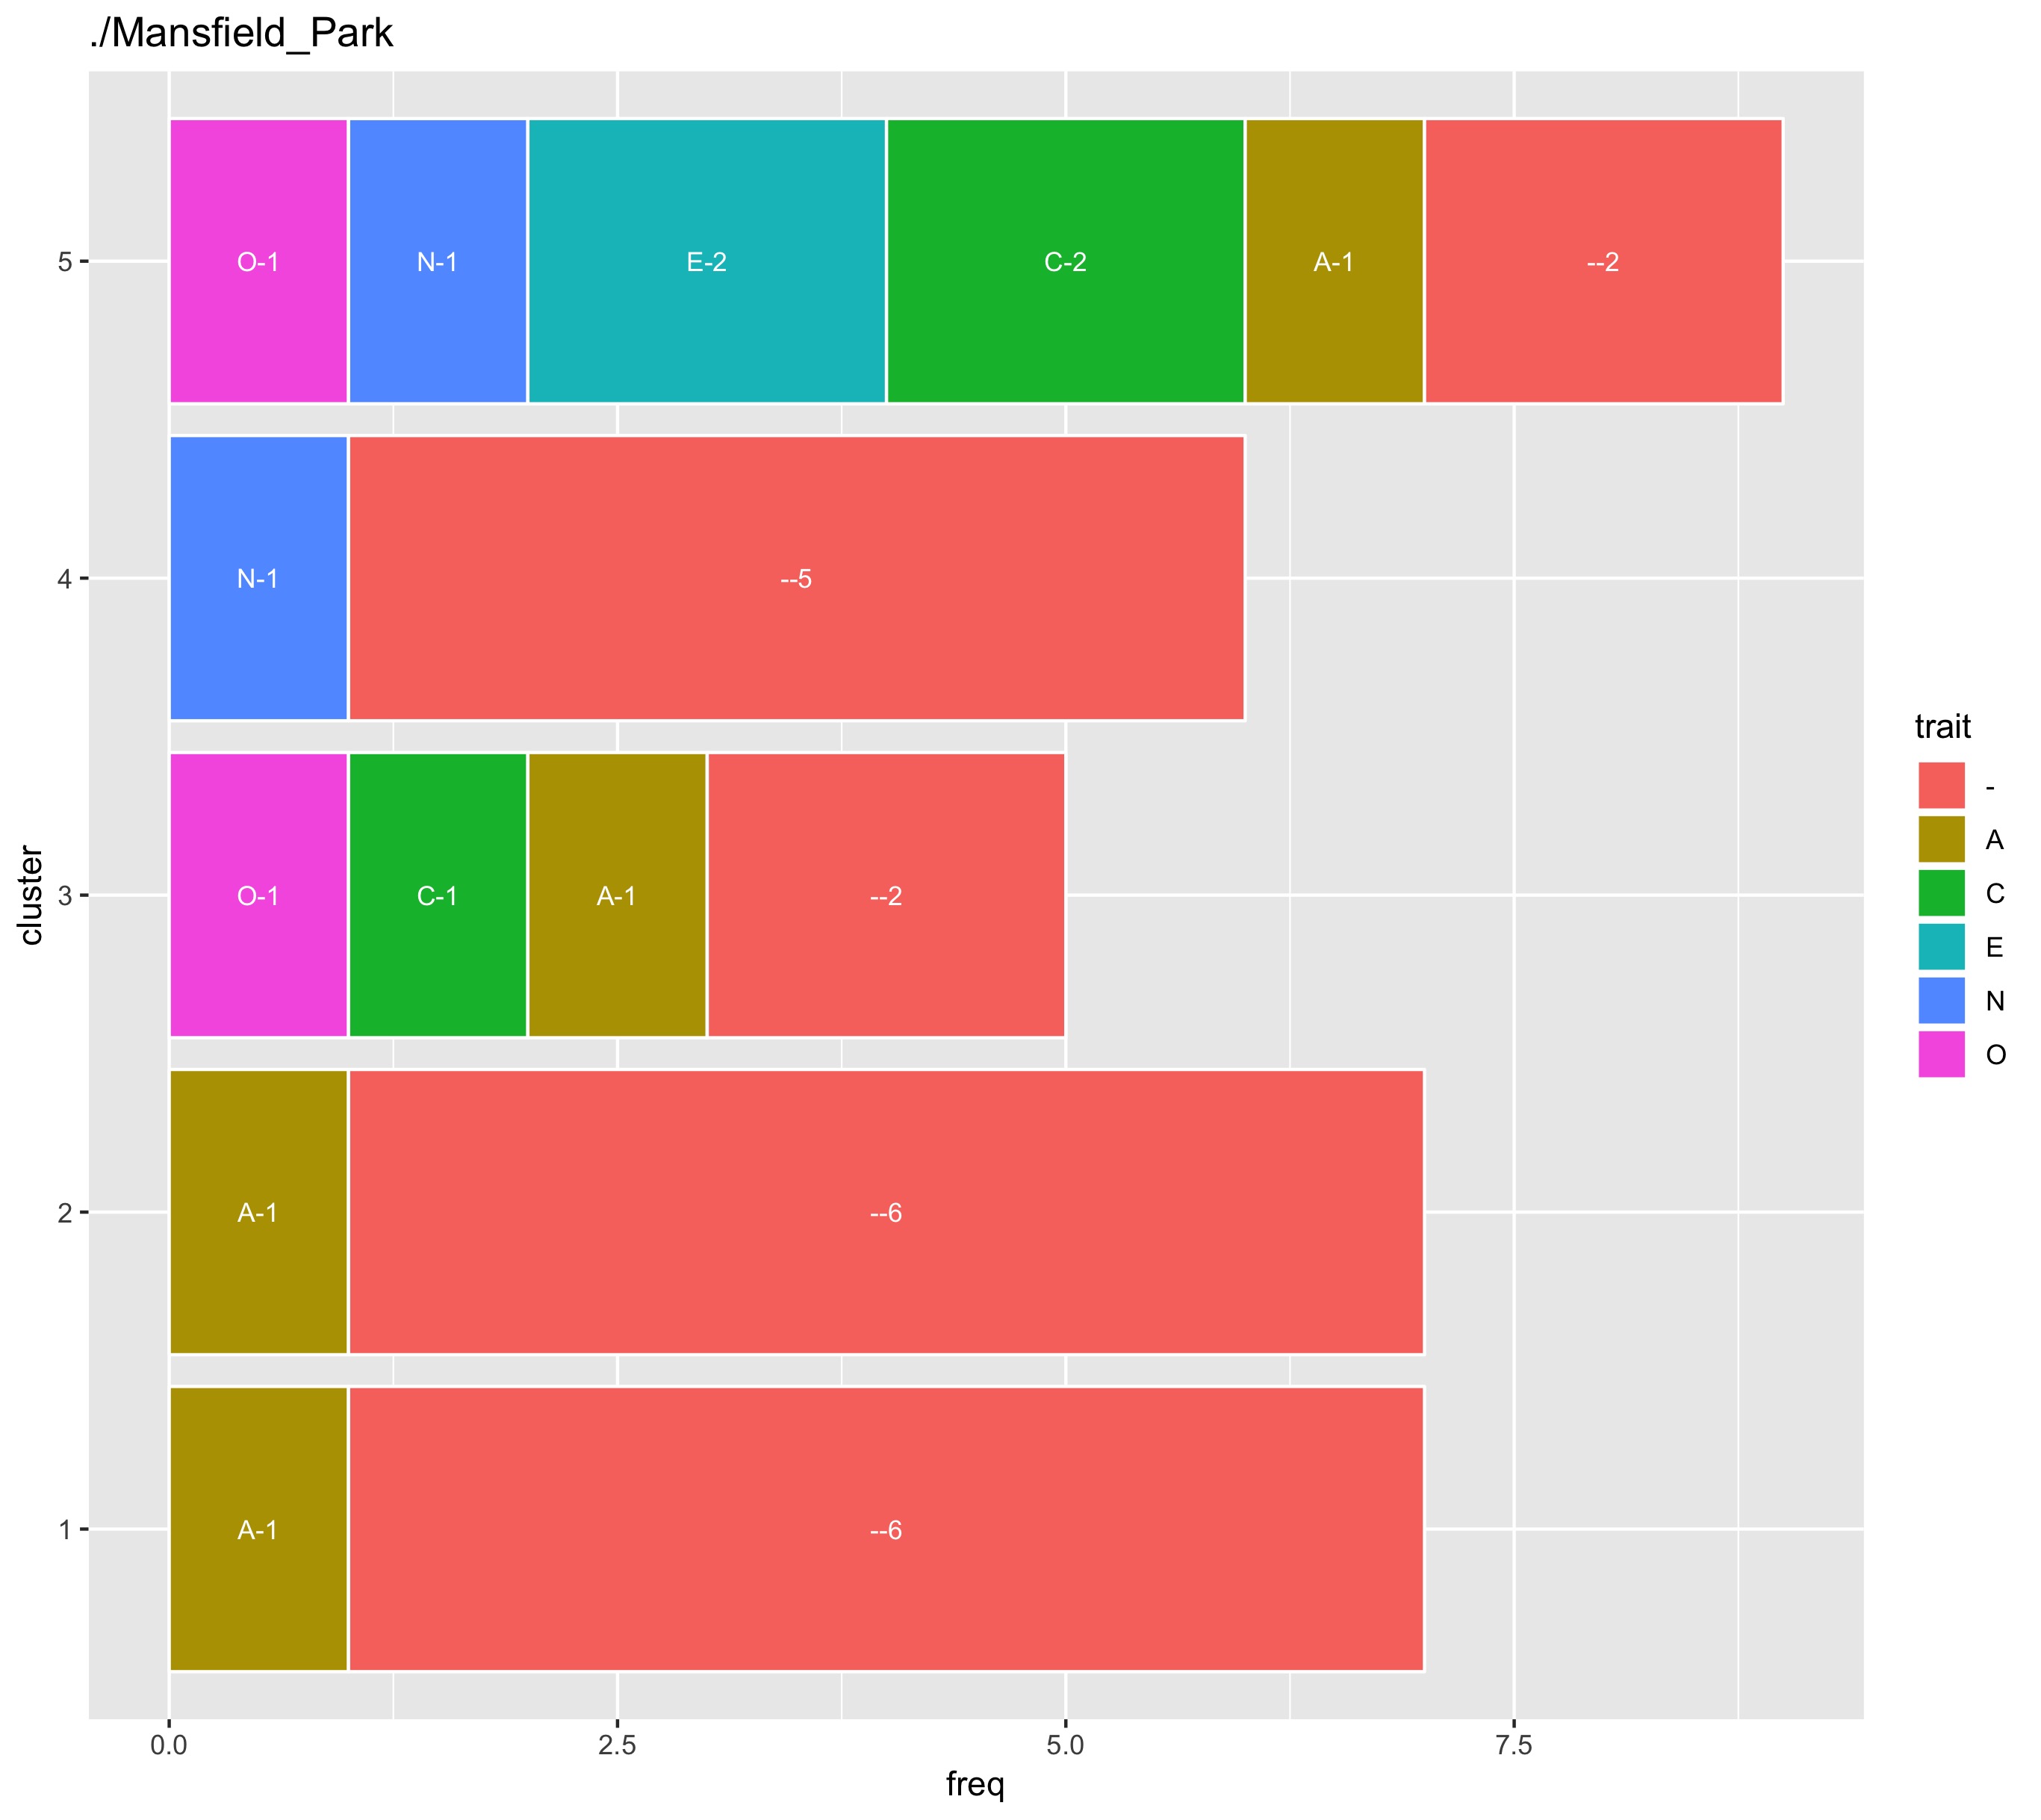 ./Mansfield_Park
5
O-1
N-1
E-2
C-2
A-1
--2
4
N-1
--5
3
O-1
C-1
A-1
--2
2
A-1
--6
1
A-1
--6
cluster
0.0
2.5
5.0
7.5
freq
trait
-
A
C
E
N
O